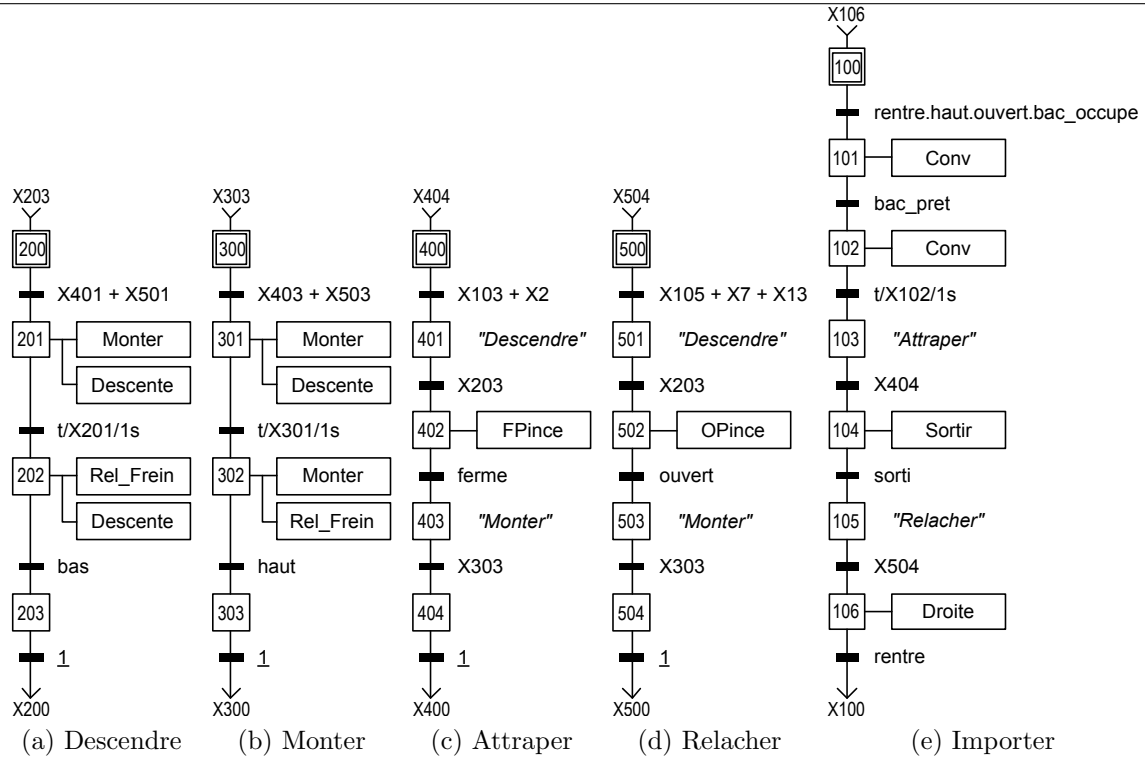 X106
100
rentre.haut.ouvert.bac_occupe
101 Conv
bac_pret
X203 X303 X404 X504
200 300 400 500 102 Conv
X401 + X501 X403 + X503 X103 + X2 X105 + X7 + X13 t/X102/1s
201 Monter 301 Monter 401 "Descendre" 501 "Descendre" 103 "Attraper"
Descente Descente X203 X203 X404
t/X201/1s t/X301/1s 402 FPince 502 OPince 104 Sortir
202 Rel_Frein 302 Monter ferme ouvert sorti
Descente Rel_Frein 403 "Monter" 503 "Monter" 105 "Relacher"
bas haut X303 X303 X504
203 303 404 504 106 Droite
1 1 1 1 rentre
X200 X300 X400 X500 X100
(a) Descendre (b) Monter (c) Attraper (d) Relacher (e) Importer